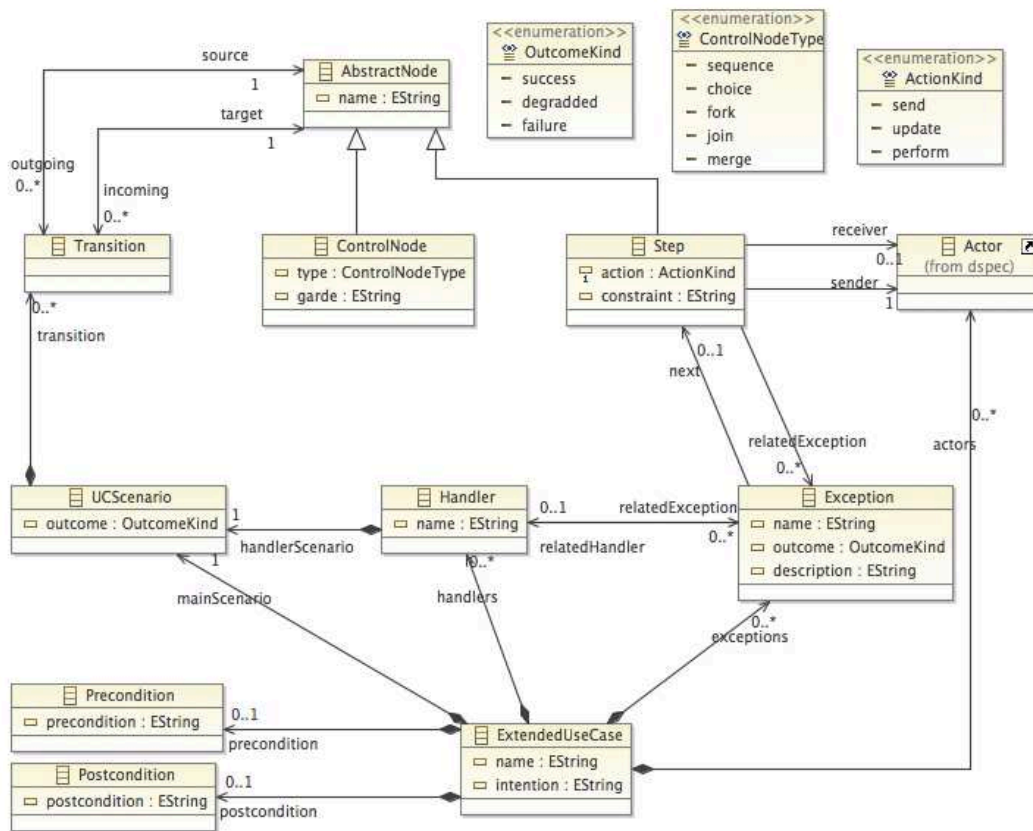 source
1
AbstractNode
name : EString
target
1
<<enumeration>>
OutcomeKind
success
degradded
failure
<<enumeration>>
ControlNodeType
sequence
choice
fork
join
merge
<<enumeration>>
ActionKind
send
update
perform
outgoing
0..*
incoming
0..*
Transition
ControlNode
type : ControlNodeType
garde : EString
Step
action : ActionKind
1
constraint : EString
receiver
0..1
sender
1
Actor
(from dspec)
0..*
transition
0..1
next
relatedException
0..*
0..*
actors
UCScenario
outcome : OutcomeKind
1
handlerScenario
Handler
name : EString
0..1
relatedException
relatedHandler
0..*
Exception
name : EString
outcome : OutcomeKind
description : EString
1
mainScenario
0..*
handlers
0..*
exceptions
Precondition
precondition : EString
0..1
precondition
Postcondition
postcondition : EString
0..1
postcondition
ExtendedUseCase
name : EString
intention : EString